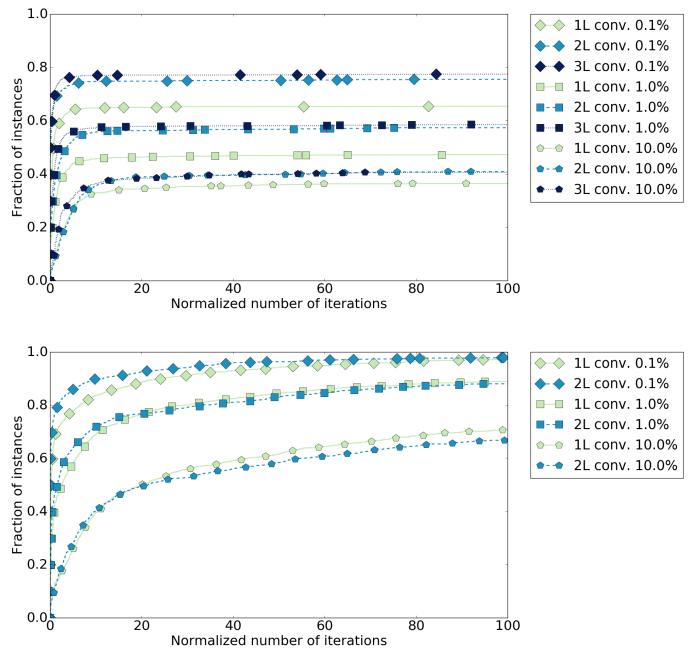 1.0
0.8
0.6
0.4
0.2
0.0
Fraction of instances
0 20 40 60 80 100
Normalized number of iterations
1L conv. 0.1%
2L conv. 0.1%
3L conv. 0.1%
1L conv. 1.0%
2L conv. 1.0%
3L conv. 1.0%
1L conv. 10.0%
2L conv. 10.0%
3L conv. 10.0%
1.0
0.8
0.6
0.4
0.2
0.0
Fraction of instances
0 20 40 60 80 100
Normalized number of iterations
1L conv. 0.1%
2L conv. 0.1%
1L conv. 1.0%
2L conv. 1.0%
1L conv. 10.0%
2L conv. 10.0%